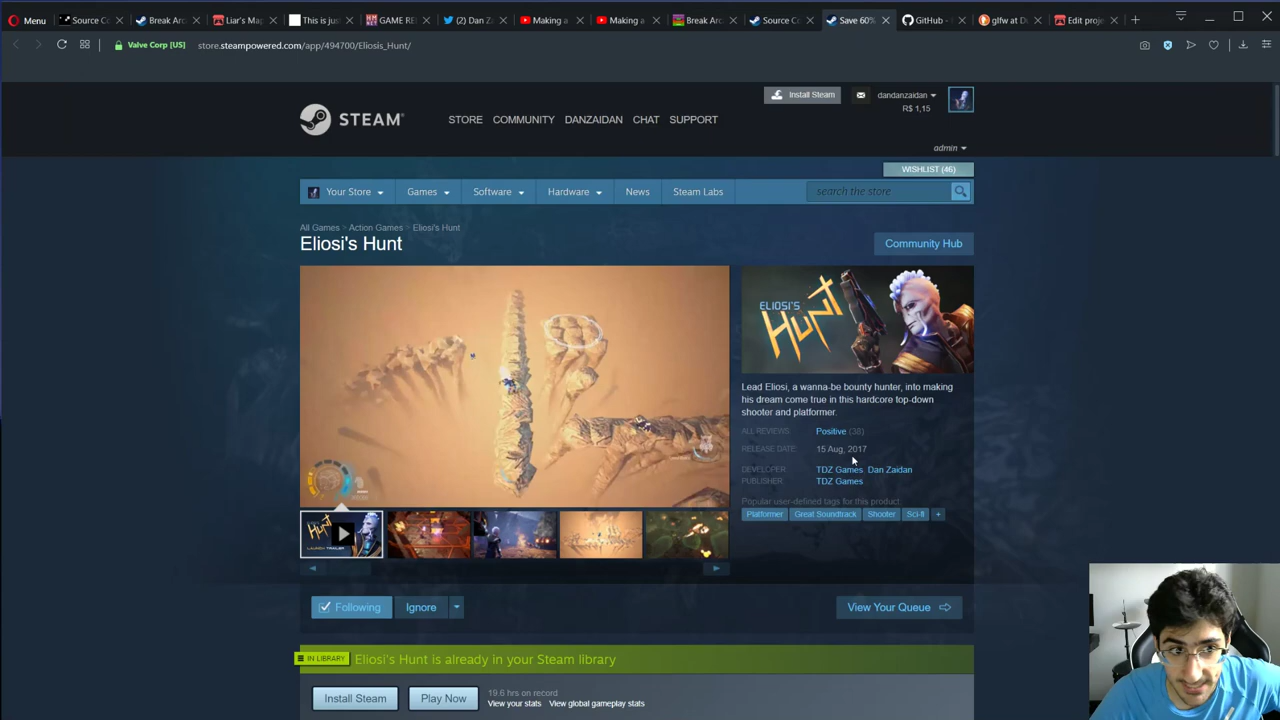 Menu
Source Co
Break Arc
Liar's Map
This is jus
GAME RE
(2) Dan Z
Making a
Making a
Break Arc
Source Co
Save 60%
GitHub -
glfw at D
Edit proje
Valve Corp [US]
store.steampowered.com/app/494700/Eliosis_Hunt/
Install Steam
dandanzaidan
R$ 1,15
STEAM
STORE
COMMUNITY
DANZAIDAN
CHAT
SUPPORT
admin
WISHLIST (46)
Your Store
Games
Software
Hardware
News
Steam Labs
search the store
All Games > Action Games > Eliosi's Hunt
Eliosi's Hunt
Community Hub
ELIOSI'S
HUNT
Lead Eliosi, a wanna-be bounty hunter, into making
his dream come true in this hardcore top-down
shooter and platformer.
ALL REVIEWS: Positive (38)
RELEASE DATE: 15 Aug, 2017
DEVELOPER: TDZ Games, Dan Zaidan
PUBLISHER: TDZ Games
Popular user-defined tags for this product:
Platformer
Great Soundtrack
Shooter
Sci-fi
+
Following
Ignore
View Your Queue
IN LIBRARY
Eliosi's Hunt is already in your Steam library
Install Steam
Play Now
19.6 hrs on record
View your stats
View global gameplay stats